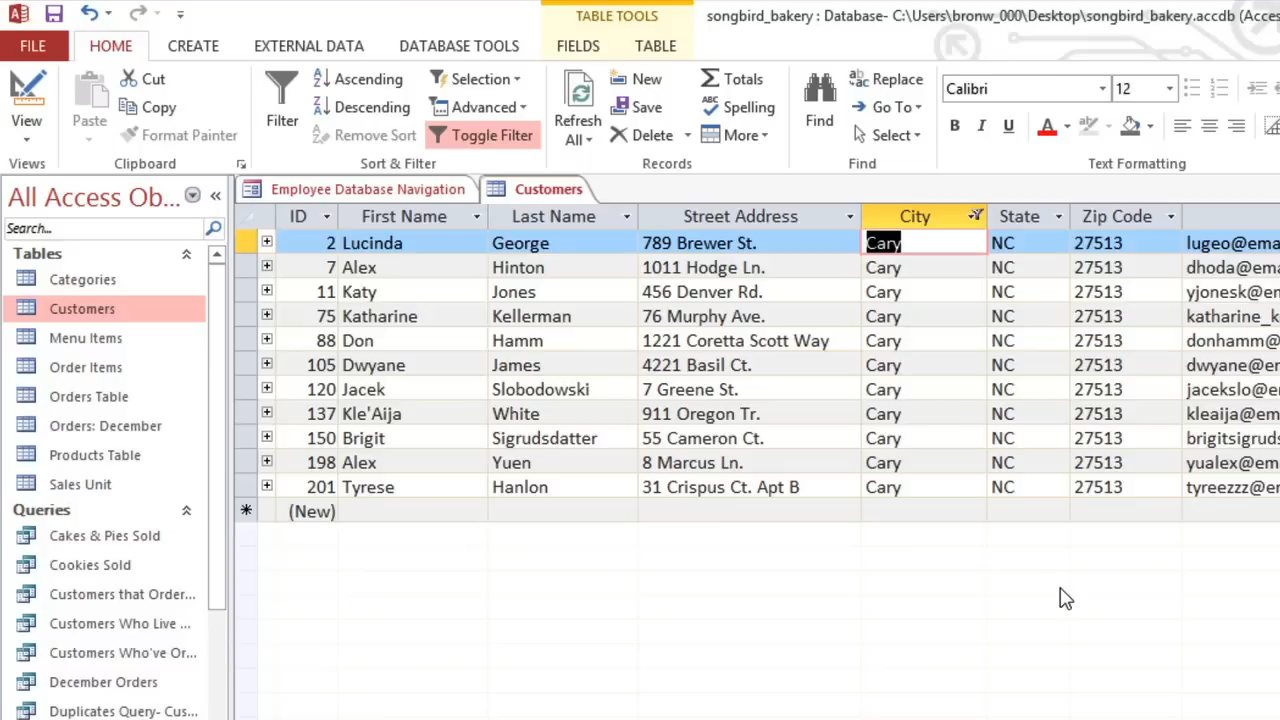 TABLE TOOLS songbird_bakery : Database- C:\Users\bronw_000\Desktop\songbird_bakery.accdb (Acces
FILE HOME CREATE EXTERNAL DATA DATABASE TOOLS FIELDS TABLE
Cut Ascending Selection New Totals Replace Calibri 12
Copy Descending Advanced Save Spelling Go To
View Paste Filter Refresh Find
Format Painter Remove Sort Toggle Filter All Delete More Select B I U A
Views Clipboard Sort & Filter Records Find Text Formatting
All Access Ob... « Employee Database Navigation Customers
Search... ID First Name Last Name Street Address City State Zip Code
Tables 2 Lucinda George 789 Brewer St. Cary NC 27513 lugeo@ema
Categories 7 Alex Hinton 1011 Hodge Ln. Cary NC 27513 dhoda@ema
Customers 11 Katy Jones 456 Denver Rd. Cary NC 27513 yjonesk@em
Menu Items 75 Katharine Kellerman 76 Murphy Ave. Cary NC 27513 katharine_k
Order Items 88 Don Hamm 1221 Coretta Scott Way Cary NC 27513 donhamm@
Orders Table 105 Dwyane James 4221 Basil Ct. Cary NC 27513 dwyane@em
Orders: December 120 Jacek Slobodowski 7 Greene St. Cary NC 27513 jacekslo@er
Products Table 137 Kle'Aija White 911 Oregon Tr. Cary NC 27513 kleaija@em
Sales Unit 150 Brigit Sigrudsdatter 55 Cameron Ct. Cary NC 27513 brigitsigruds
Queries 198 Alex Yuen 8 Marcus Ln. Cary NC 27513 yualex@em
Cakes & Pies Sold 201 Tyrese Hanlon 31 Crispus Ct. Apt B Cary NC 27513 tyreezzz@em
Cookies Sold (New)
Customers that Order...
Customers Who Live ...
Customers Who've Or...
December Orders
Duplicates Query- Cus...